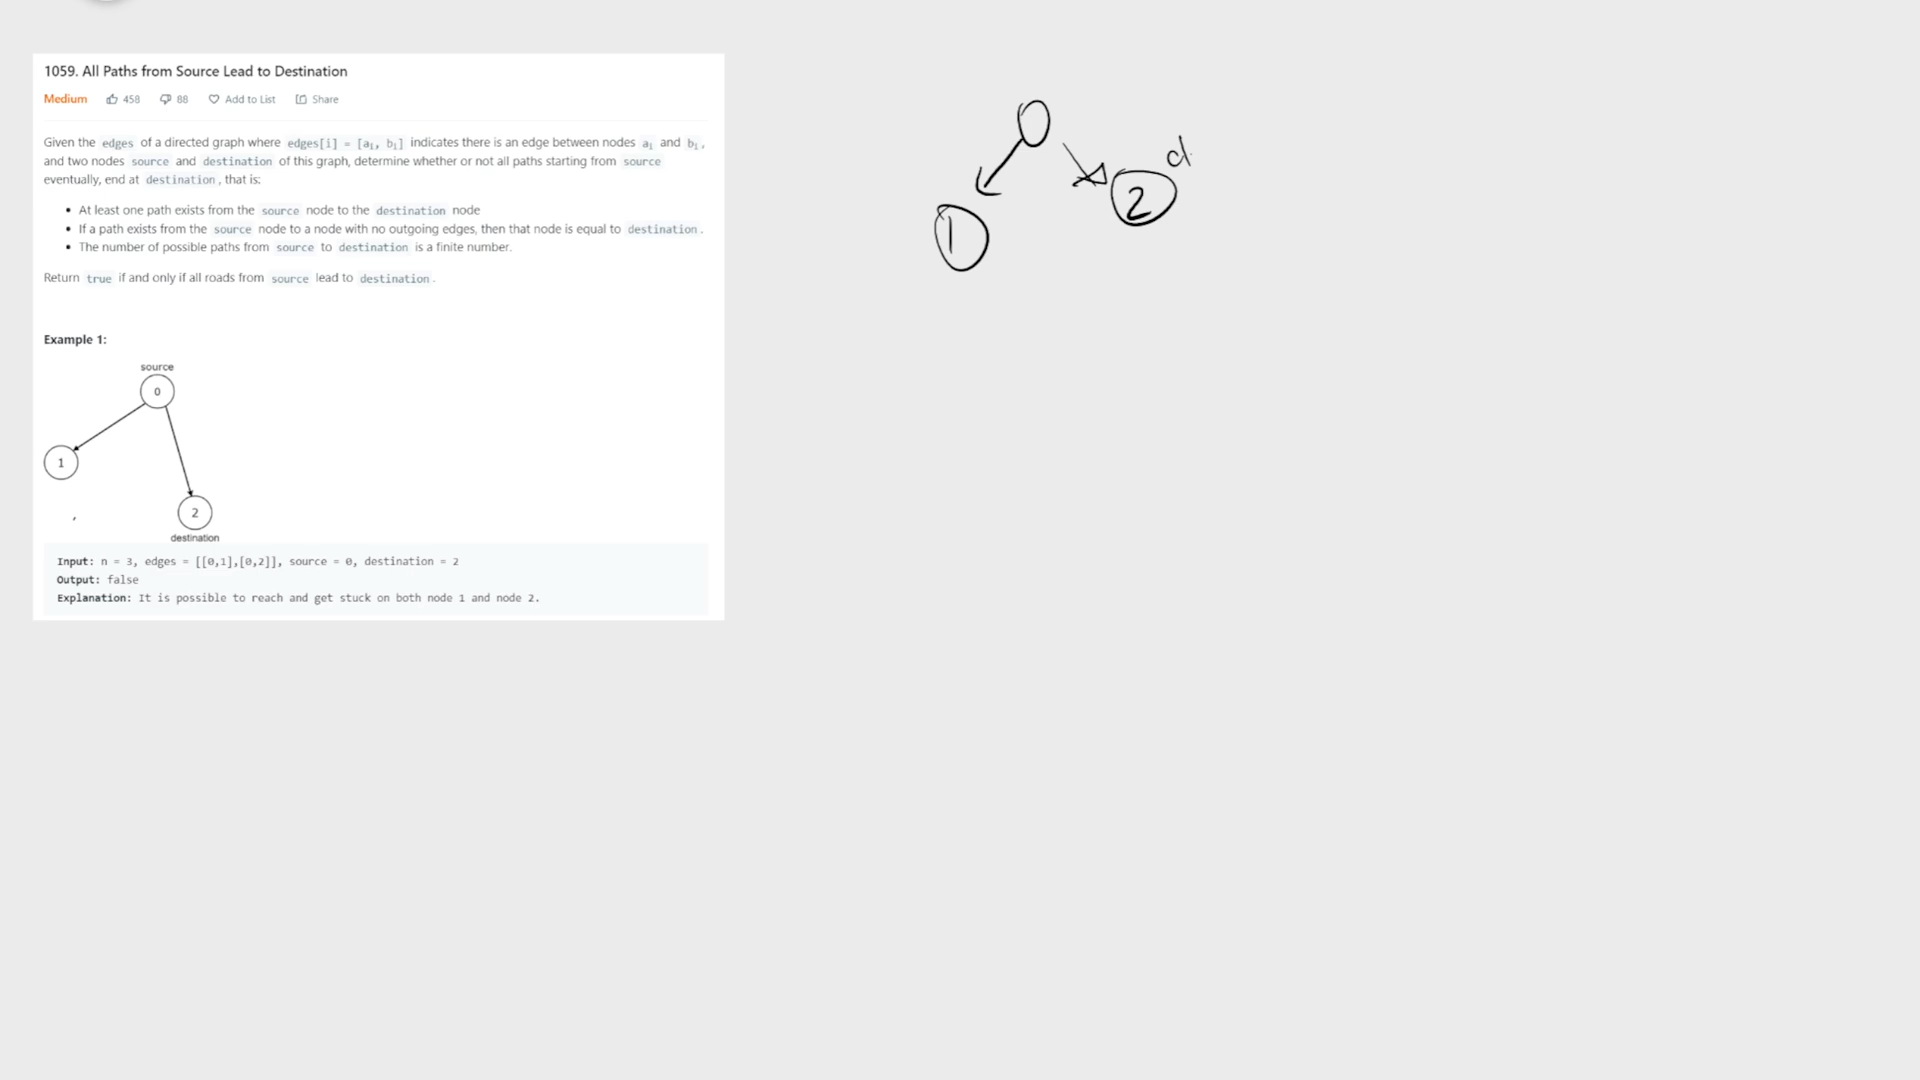 1059. All Paths from Source Lead to Destination
Medium 458 88 Add to List Share
Given the edges of a directed graph where edges[i] = [aᵢ, bᵢ] indicates there is an edge between nodes aᵢ and bᵢ,
and two nodes source and destination of this graph, determine whether or not all paths starting from source
eventually, end at destination, that is:
• At least one path exists from the source node to the destination node
• If a path exists from the source node to a node with no outgoing edges, then that node is equal to destination.
• The number of possible paths from source to destination is a finite number.
Return true if and only if all roads from source lead to destination.
Example 1:
source
0
1
2
destination
Input: n = 3, edges = [[0,1],[0,2]], source = 0, destination = 2
Output: false
Explanation: It is possible to reach and get stuck on both node 1 and node 2.
0
d
2
1